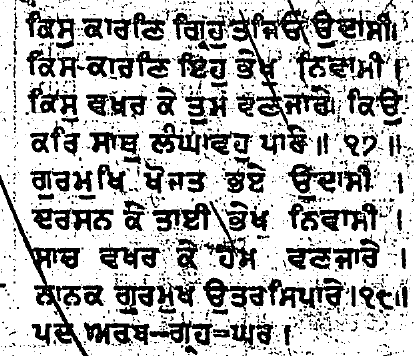 ਕਿਸੁ ਕਾਰਣਿ ਗ੍ਰਿਹੁ ਤਜਿਓ ਉਦਾਸੀ।
ਕਿਸ-ਕਾਰਣਿ ਇਹੁ ਭੇਖ ਨਿਵਾਸੀ।
ਕਿਸੁ ਵਖਰ ਕੇ ਤੁਮ ਵਣਜਾਰੇ। ਕਿਉ
ਕਰਿ ਸਾਥੁ ਲੰਘਾਵਹੁ ਪਾਰੇ॥ ੧੭॥
ਗੁਰਮੁਖਿ ਖੋਜਤ ਭਏ ਉਦਾਸੀ ।
ਦਰਸਨ ਕੇ ਤਾਈ ਭੇਖੁ ਨਿਵਾਸੀ ।
ਸਾਚ ਵਖਰ ਕੇ ਹਮ ਵਣਜਾਰੇ ।
ਨਾਨਕ ਗੁਰਮੁਖ ਉਤਰਸਿਪਾਰੇ।੧੮॥
ਪਦ ਅਰਬ—ਗ੍ਰਹ=ਘਰ।